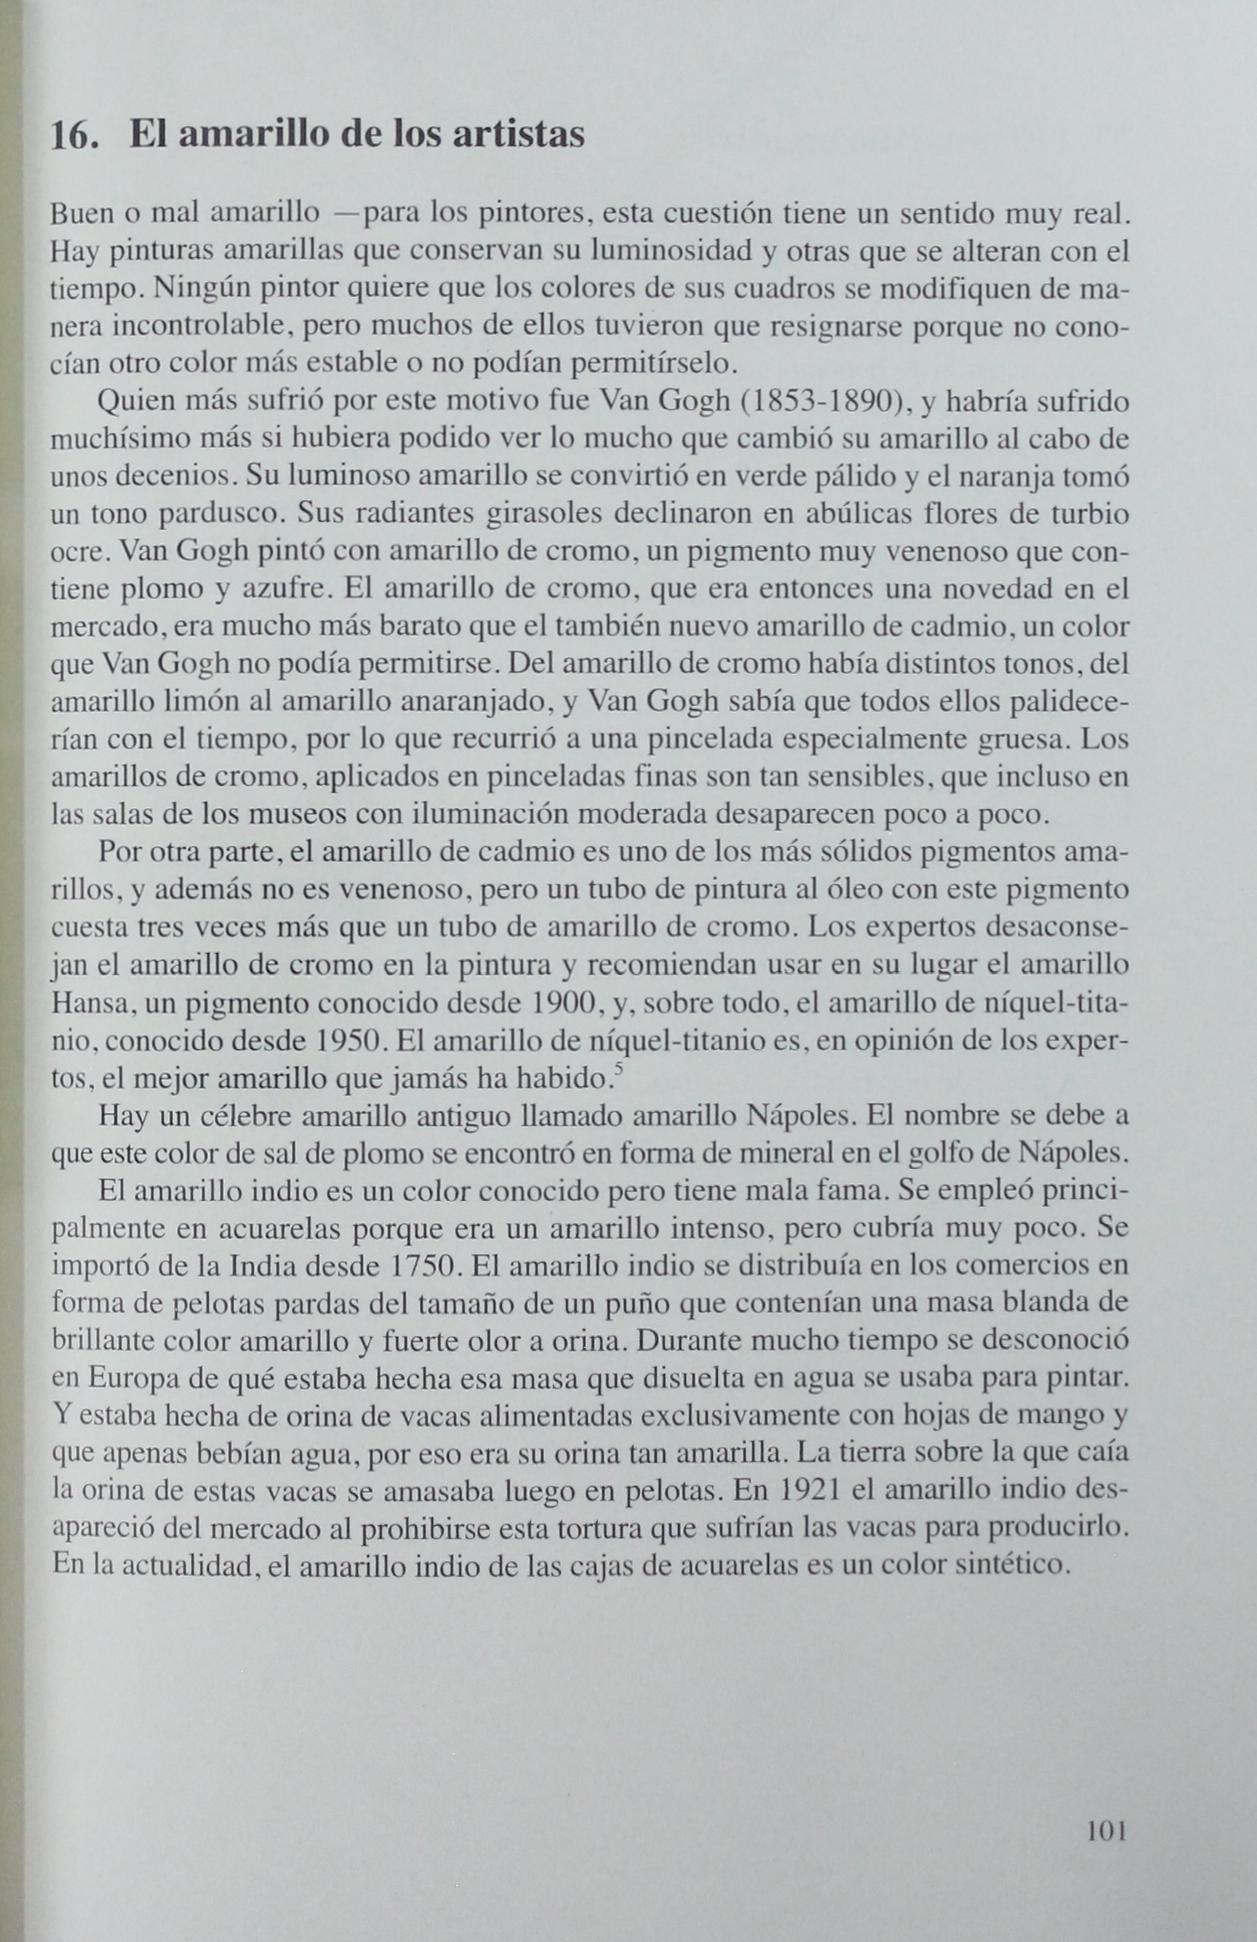 16. El amarillo de los artistas
Buen o mal amarillo —para los pintores, esta cuestión tiene un sentido muy real.
Hay pinturas amarillas que conservan su luminosidad y otras que se alteran con el
tiempo. Ningún pintor quiere que los colores de sus cuadros se modifiquen de ma-
nera incontrolable, pero muchos de ellos tuvieron que resignarse porque no cono-
cían otro color más estable o no podían permitírselo.
Quien más sufrió por este motivo fue Van Gogh (1853-1890), y habría sufrido
muchísimo más si hubiera podido ver lo mucho que cambió su amarillo al cabo de
unos decenios. Su luminoso amarillo se convirtió en verde pálido y el naranja tomó
un tono pardusco. Sus radiantes girasoles declinaron en abúlicas flores de turbio
ocre. Van Gogh pintó con amarillo de cromo, un pigmento muy venenoso que con-
tiene plomo y azufre. El amarillo de cromo, que era entonces una novedad en el
mercado, era mucho más barato que el también nuevo amarillo de cadmio, un color
que Van Gogh no podía permitirse. Del amarillo de cromo había distintos tonos, del
amarillo limón al amarillo anaranjado, y Van Gogh sabía que todos ellos palidece-
rían con el tiempo, por lo que recurrió a una pincelada especialmente gruesa. Los
amarillos de cromo, aplicados en pinceladas finas son tan sensibles, que incluso en
las salas de los museos con iluminación moderada desaparecen poco a poco.
Por otra parte, el amarillo de cadmio es uno de los más sólidos pigmentos ama-
rillos, y además no es venenoso, pero un tubo de pintura al óleo con este pigmento
cuesta tres veces más que un tubo de amarillo de cromo. Los expertos desaconse-
jan el amarillo de cromo en la pintura y recomiendan usar en su lugar el amarillo
Hansa, un pigmento conocido desde 1900, y, sobre todo, el amarillo de níquel-tita-
nio, conocido desde 1950. El amarillo de níquel-titanio es, en opinión de los exper-
tos, el mejor amarillo que jamás ha habido.⁵
Hay un célebre amarillo antiguo llamado amarillo Nápoles. El nombre se debe a
que este color de sal de plomo se encontró en forma de mineral en el golfo de Nápoles.
El amarillo indio es un color conocido pero tiene mala fama. Se empleó princi-
palmente en acuarelas porque era un amarillo intenso, pero cubría muy poco. Se
importó de la India desde 1750. El amarillo indio se distribuía en los comercios en
forma de pelotas pardas del tamaño de un puño que contenían una masa blanda de
brillante color amarillo y fuerte olor a orina. Durante mucho tiempo se desconoció
en Europa de qué estaba hecha esa masa que disuelta en agua se usaba para pintar.
Y estaba hecha de orina de vacas alimentadas exclusivamente con hojas de mango y
que apenas bebían agua, por eso era su orina tan amarilla. La tierra sobre la que caía
la orina de estas vacas se amasaba luego en pelotas. En 1921 el amarillo indio des-
apareció del mercado al prohibirse esta tortura que sufrían las vacas para producirlo.
En la actualidad, el amarillo indio de las cajas de acuarelas es un color sintético.
101